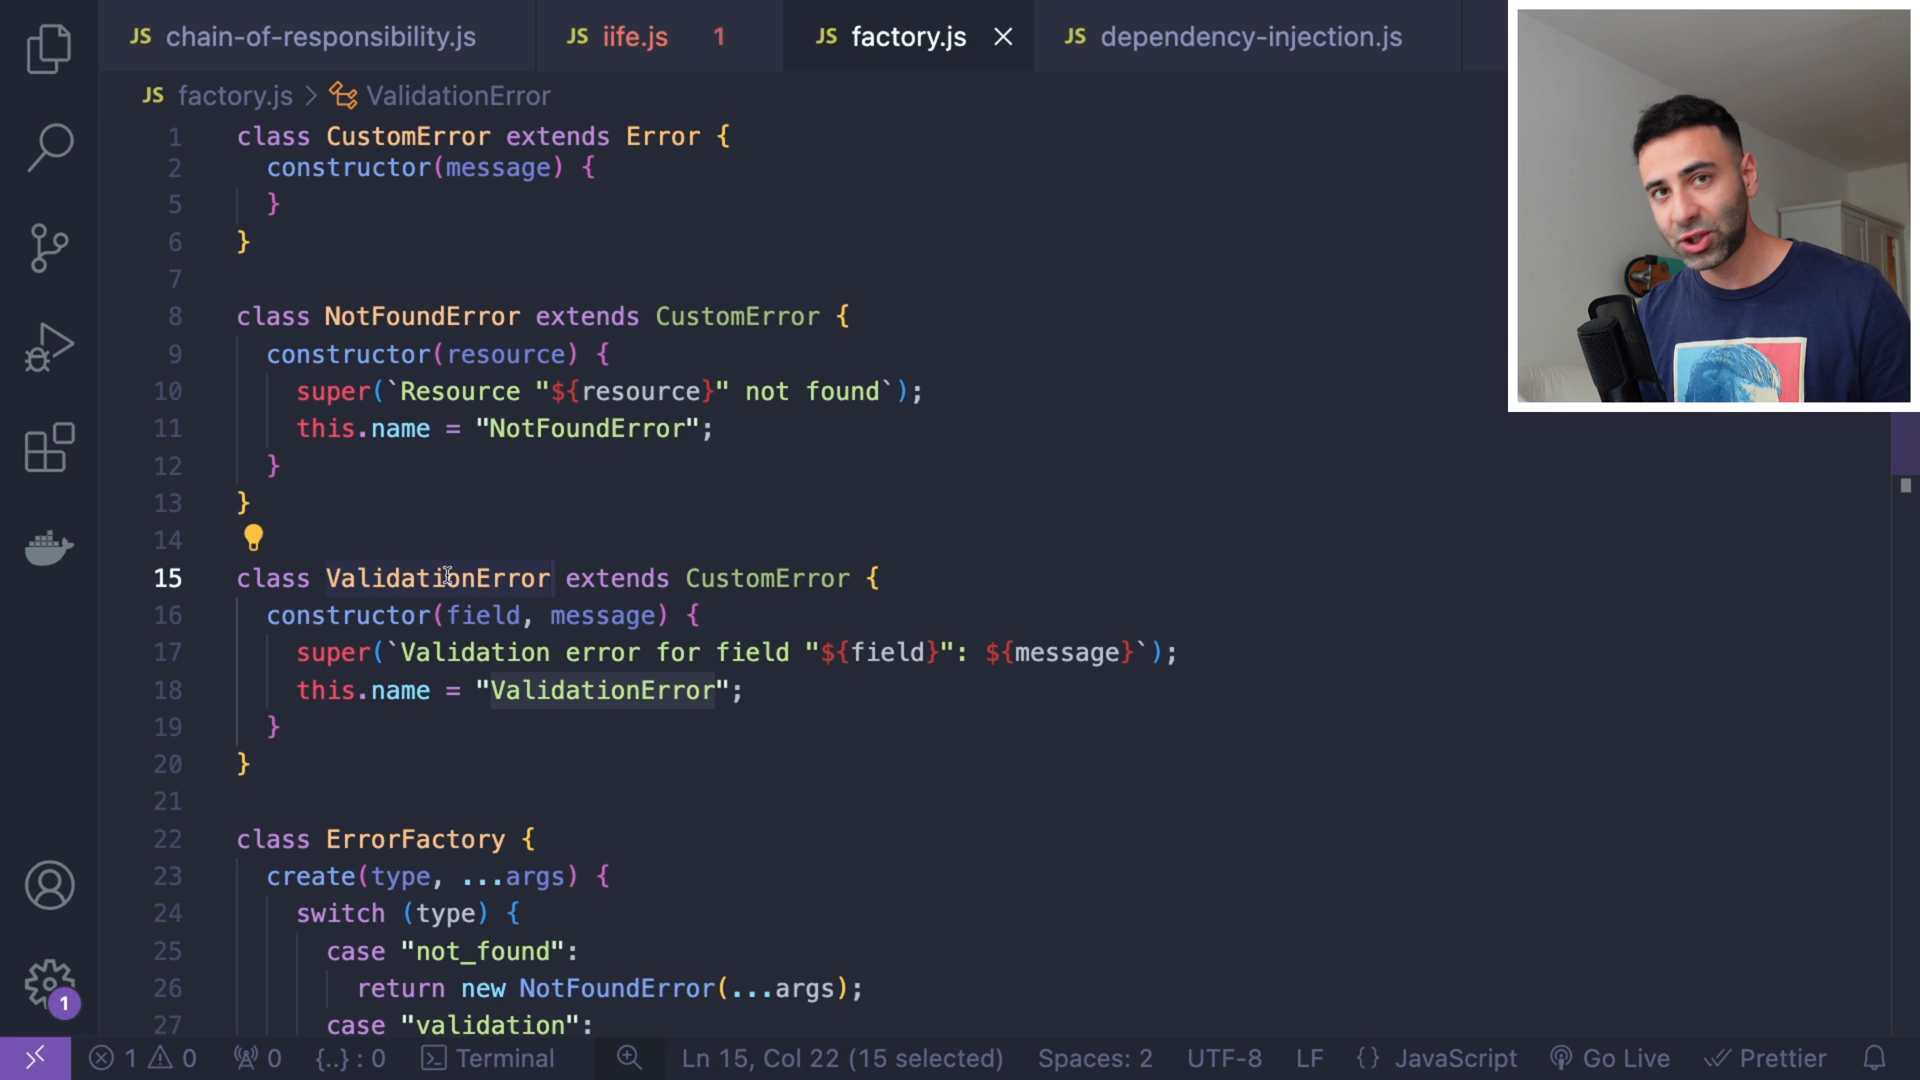 JS chain-of-responsibility.js JS iife.js 1 JS factory.js JS dependency-injection.js
JS factory.js > ValidationError
1 class CustomError extends Error {
2 constructor(message) {
5 }
6 }
7
8 class NotFoundError extends CustomError {
9 constructor(resource) {
10 super(`Resource "${resource}" not found`);
11 this.name = "NotFoundError";
12 }
13 }
14
15 class ValidationError extends CustomError {
16 constructor(field, message) {
17 super(`Validation error for field "${field}": ${message}`);
18 this.name = "ValidationError";
19 }
20 }
21
22 class ErrorFactory {
23 create(type, ...args) {
24 switch (type) {
25 case "not_found":
26 return new NotFoundError(...args);
27 case "validation":
1
1 0 0 {..} : 0 Terminal Ln 15, Col 22 (15 selected) Spaces: 2 UTF-8 LF {} JavaScript Go Live Prettier